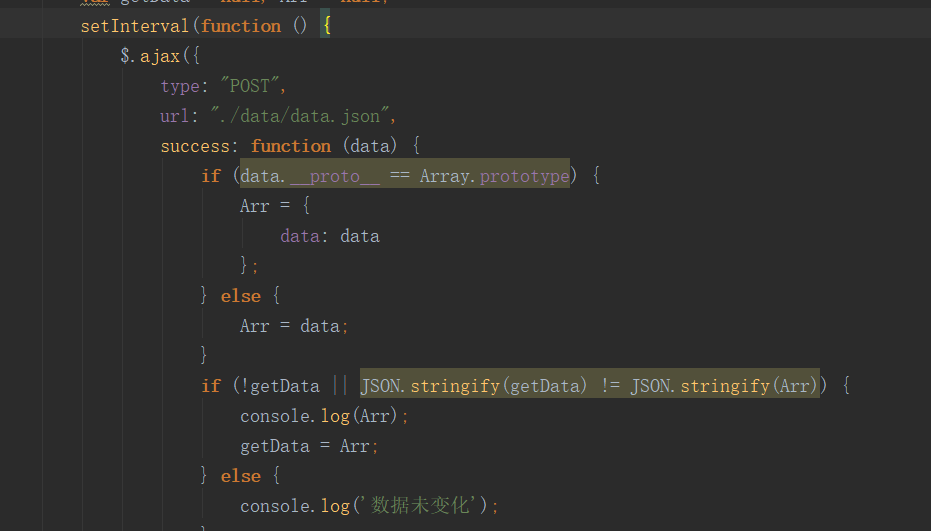 var getData = null, Arr = null;
setInterval(function () {
$.ajax({
type: "POST",
url: "./data/data.json",
success: function (data) {
if (data.__proto__ == Array.prototype) {
Arr = {
data: data
};
} else {
Arr = data;
}
if (!getData || JSON.stringify(getData) != JSON.stringify(Arr)) {
console.log(Arr);
getData = Arr;
} else {
console.log('数据未变化');
}